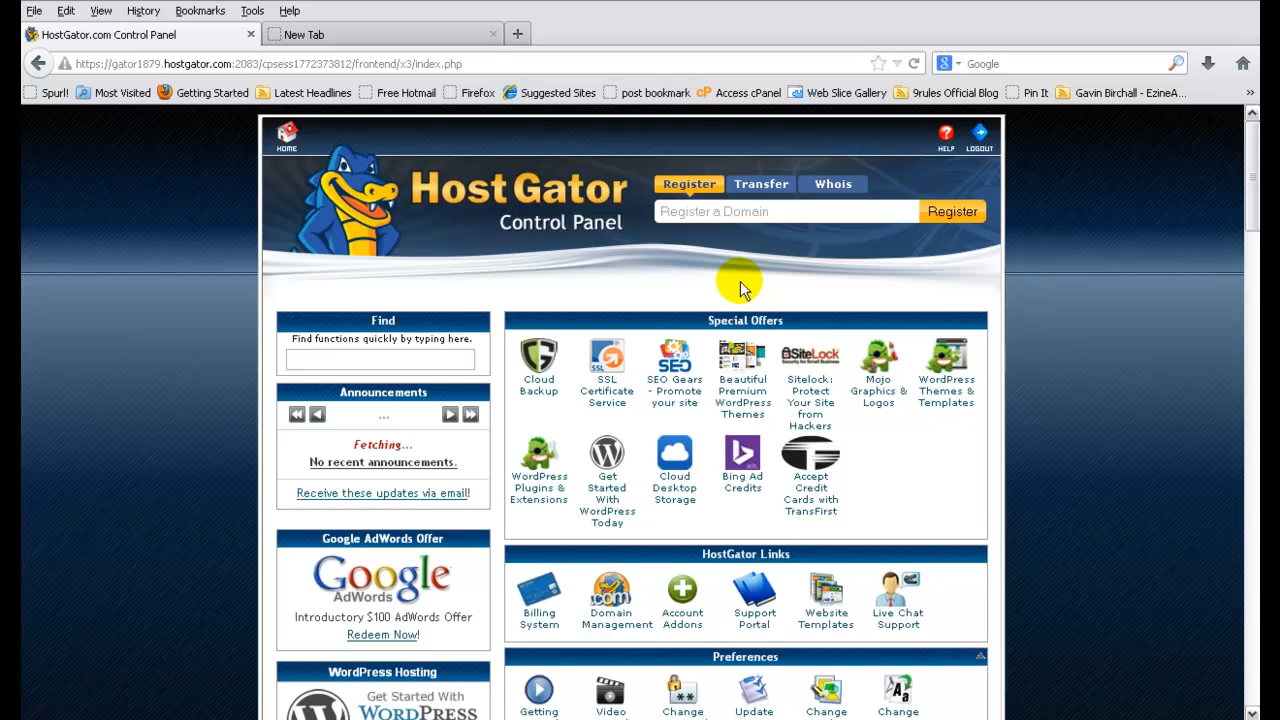 File Edit View History Bookmarks Tools Help
HostGator.com Control Panel × New Tab × +
https://gator1879.hostgator.com:2083/cpsess1772373812/frontend/x3/index.php Google
Spurl! Most Visited Getting Started Latest Headlines Free Hotmail Firefox Suggested Sites post bookmark cP Access cPanel Web Slice Gallery 9rules Official Blog Pin It Gavin Birchall - EzineA... »
HOME
HELP LOGOUT
HostGator
Control Panel
Register Transfer Whois
Register a Domain Register
Find
Find functions quickly by typing here.
Announcements
...
Fetching...
No recent announcements.
Receive these updates via email!
Google AdWords Offer
Google
AdWords
Introductory $100 AdWords Offer
Redeem Now!
WordPress Hosting
Get Started With
WORDPRESS
Special Offers
Cloud
Backup
SSL
Certificate
Service
SEO
SEO Gears
- Promote
your site
Beautiful
Premium
WordPress
Themes
SiteLock
Sitelock:
Protect
Your Site
from
Hackers
Mojo
Graphics &
Logos
WordPress
Themes &
Templates
WordPress
Plugins &
Extensions
Get
Started
With
WordPress
Today
Cloud
Desktop
Storage
Bing Ad
Credits
Accept
Credit
Cards with
TransFirst
HostGator Links
Billing
System
.COM
Domain
Management
Account
Addons
Support
Portal
Website
Templates
Live Chat
Support
Preferences
Getting
Video
Change
Update
Change
Change